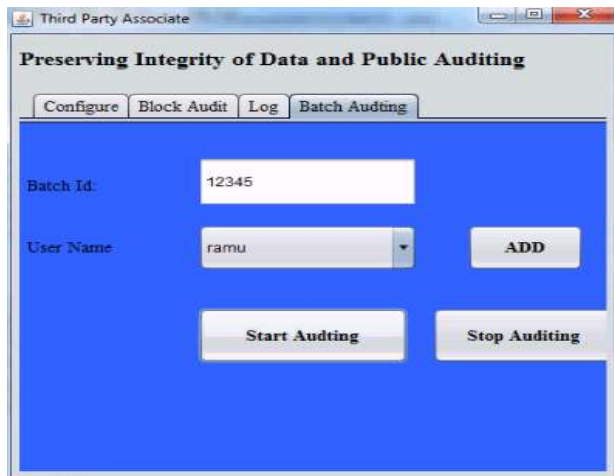 Third Party Associate
Preserving Integrity of Data and Public Auditing
Configure Block Audit Log Batch Audting
Batch Id: 12345
User Name ramu ADD
Start Audting Stop Auditing